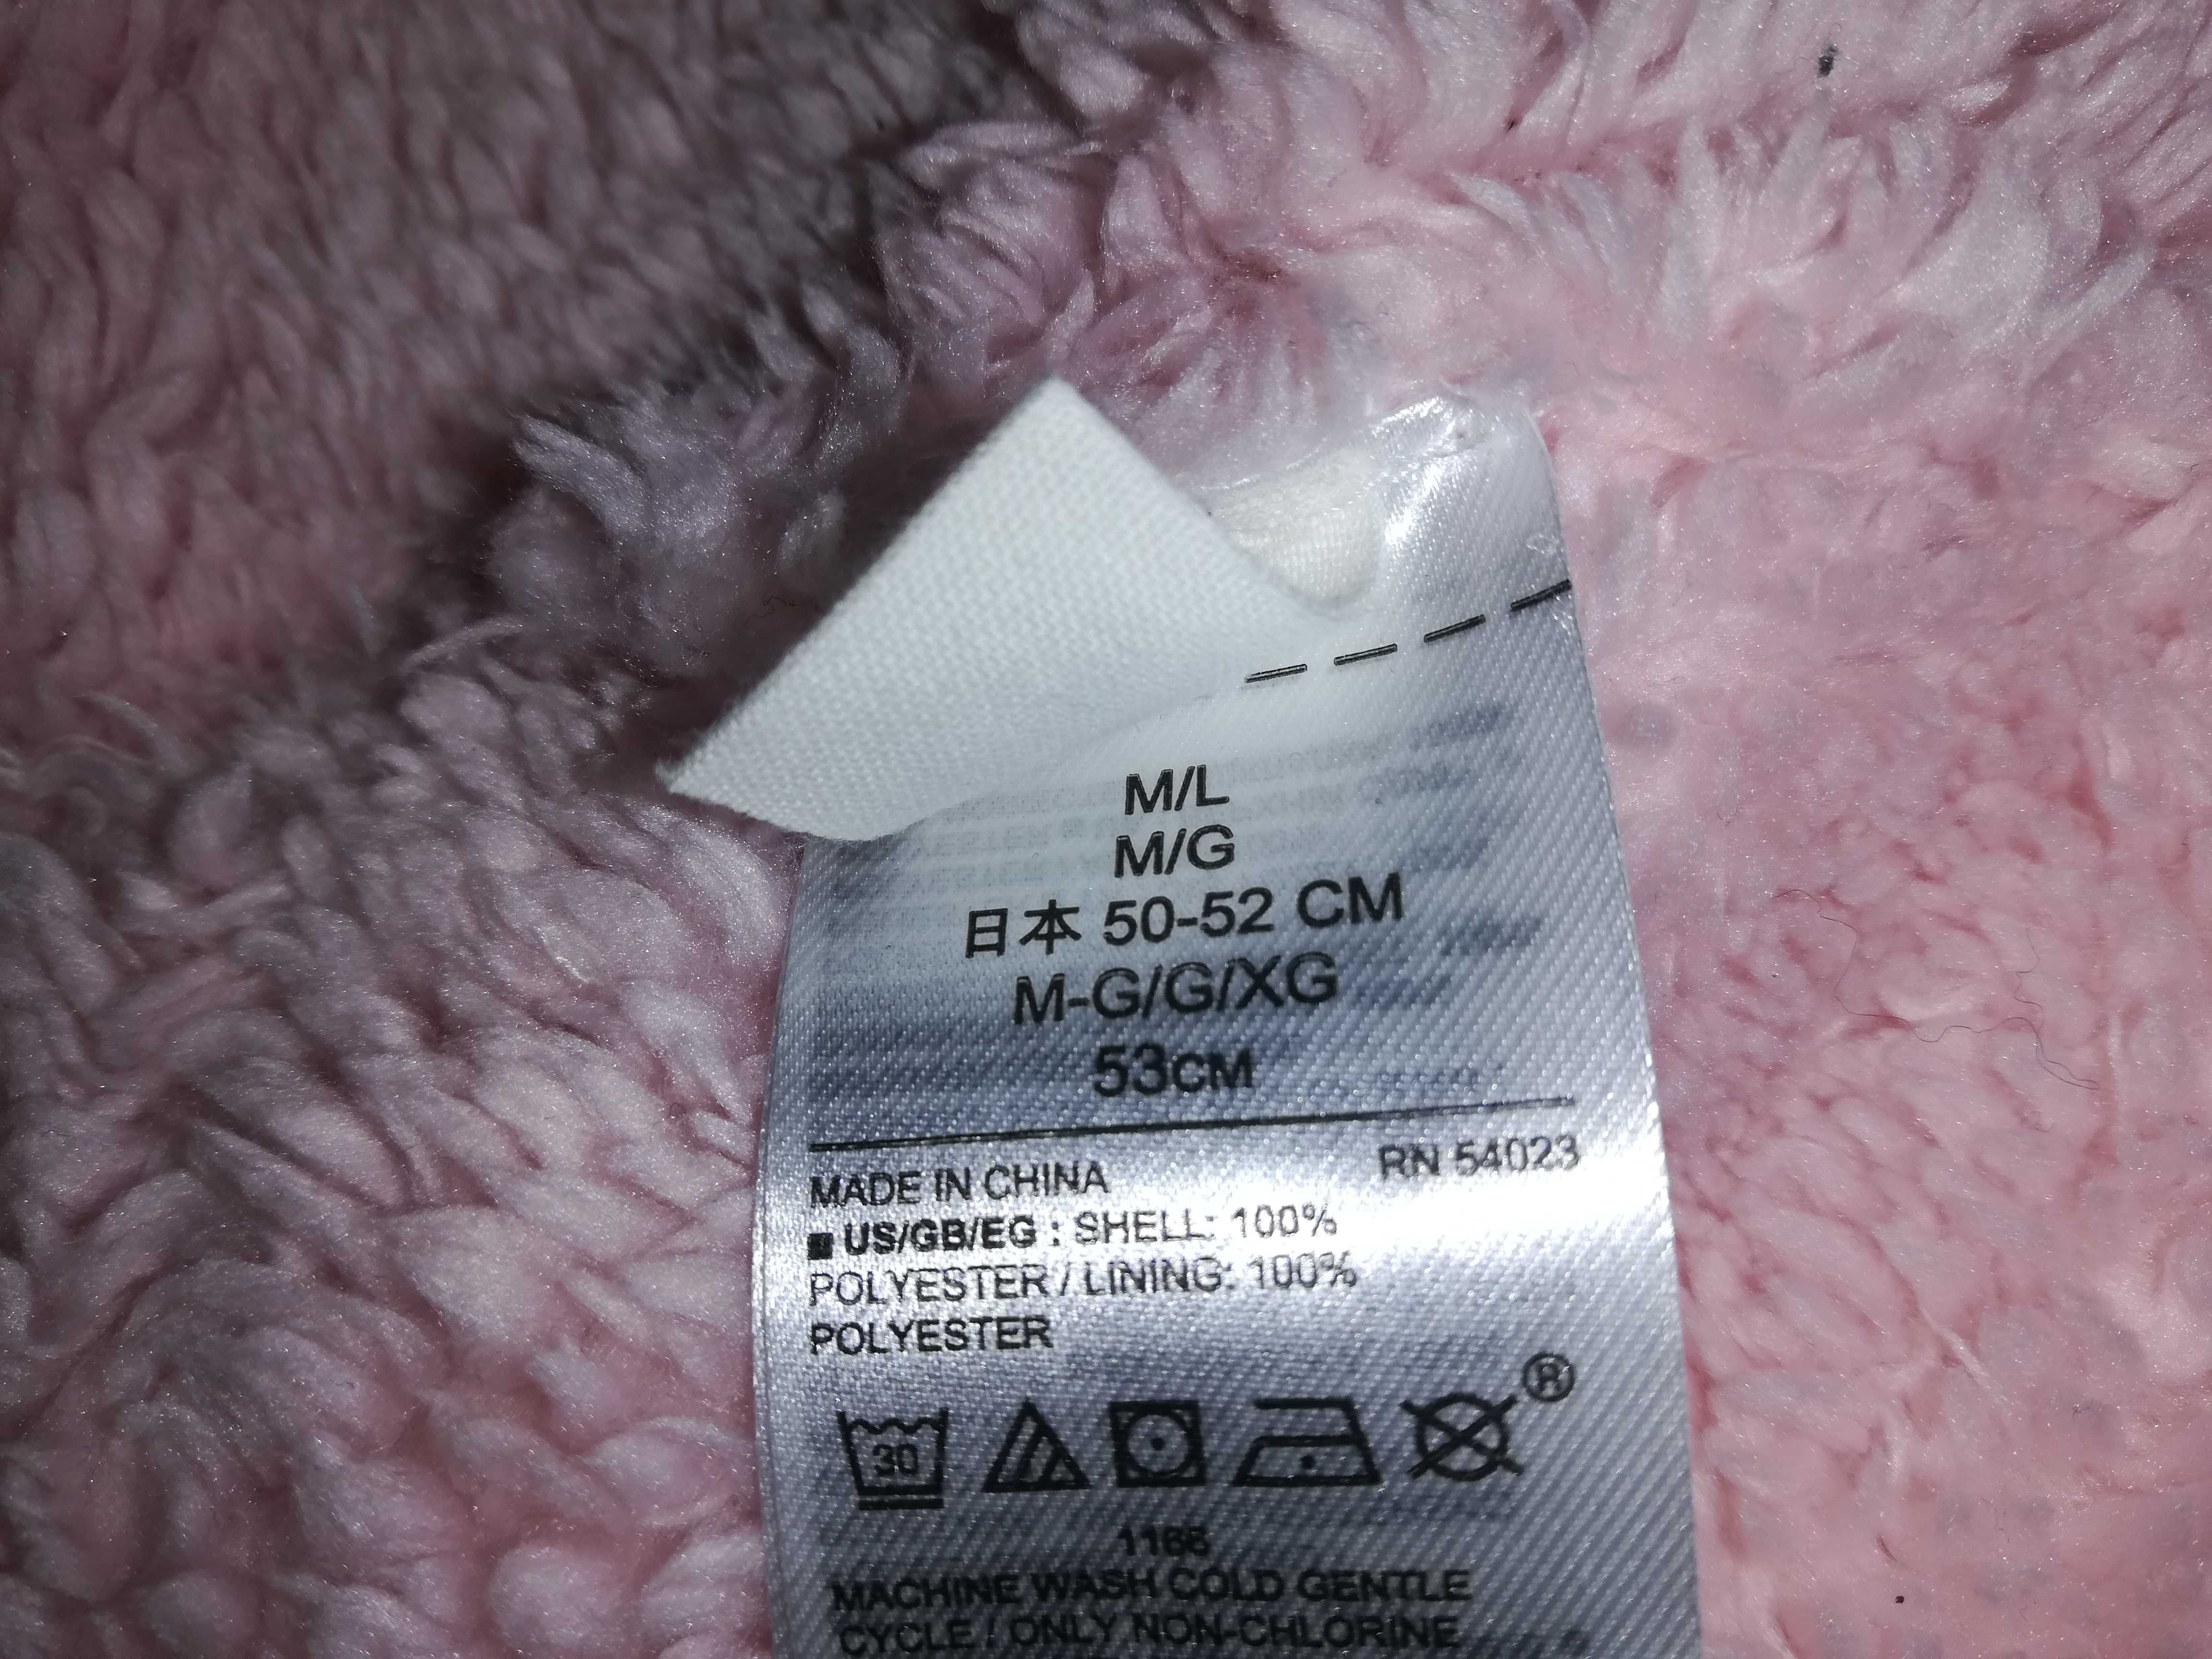 M/L
M/G
日本 50-52 CM
M-G/G/XG
53CM
MADE IN CHINA RN 54023
■ US/GB/EG : SHELL: 100%
POLYESTER / LINING: 100%
POLYESTER
30 ®
MACHINE WASH COLD GENTLE
CYCLE / ONLY NON-CHLORINE